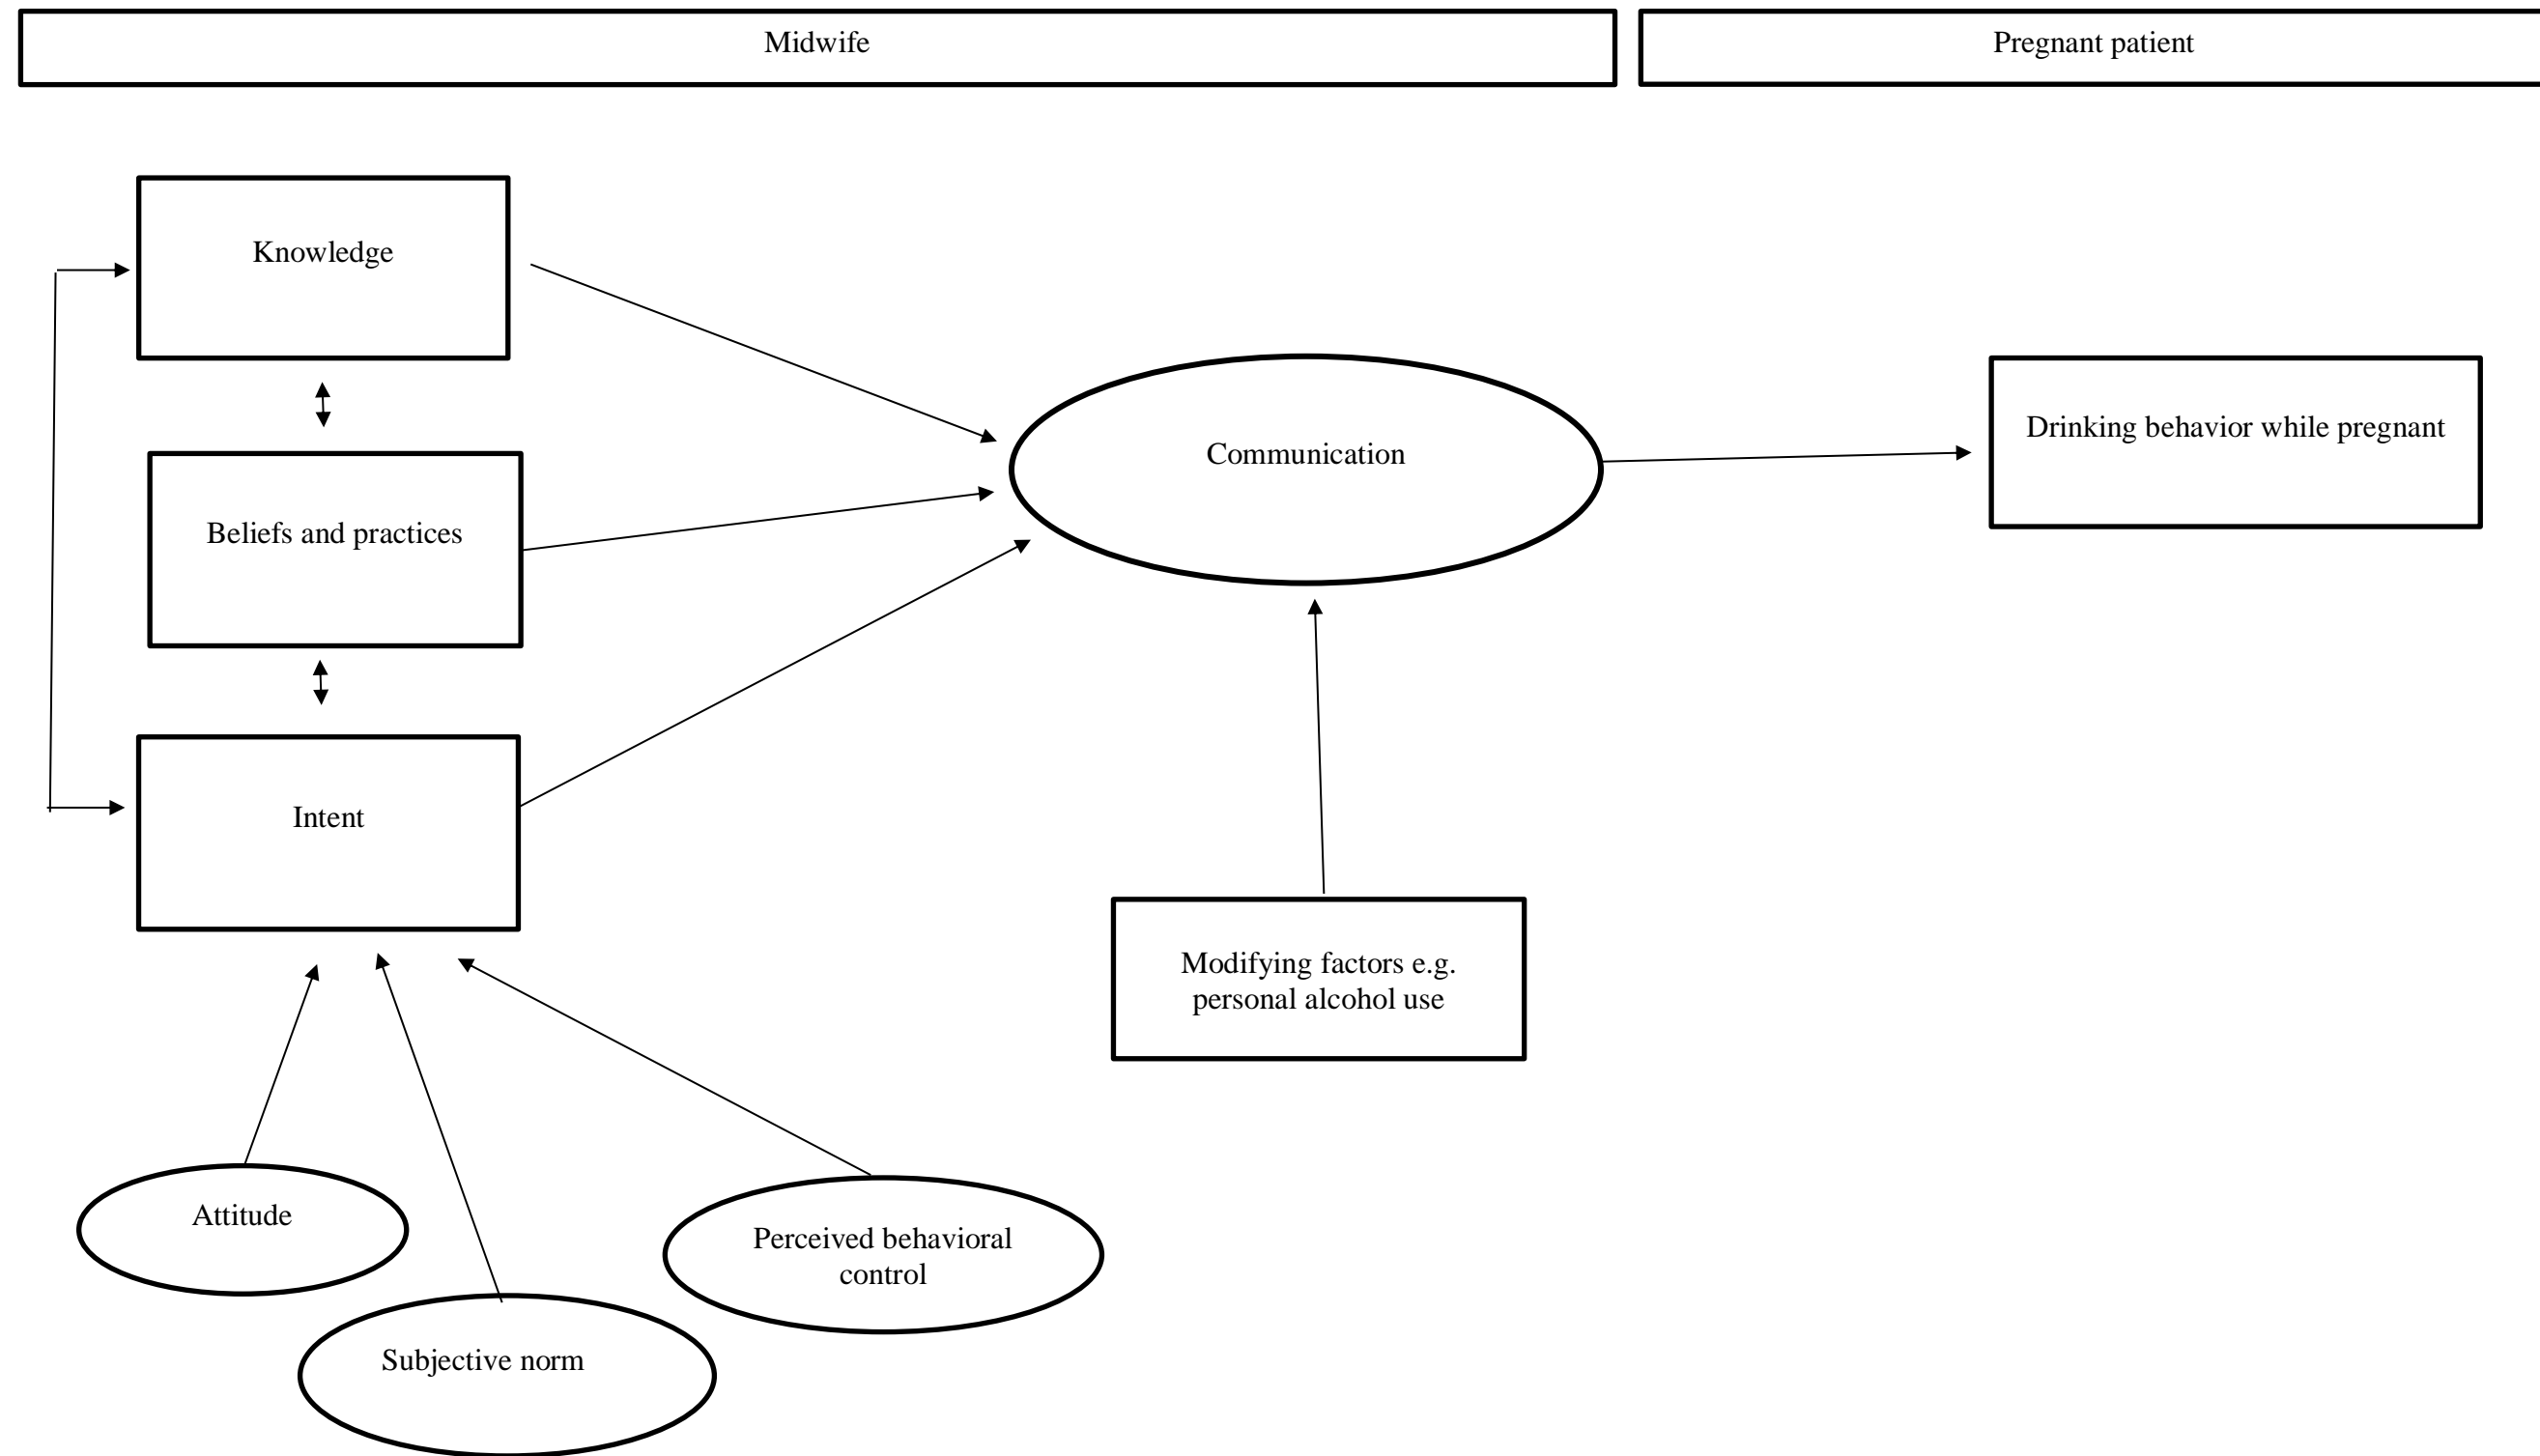 Midwife
Pregnant patient
Knowledge
Communication
Drinking behavior while pregnant
Beliefs and practices
Intent
Modifying factors e.g.
personal alcohol use
Attitude
Perceived behavioral
control
Subjective norm